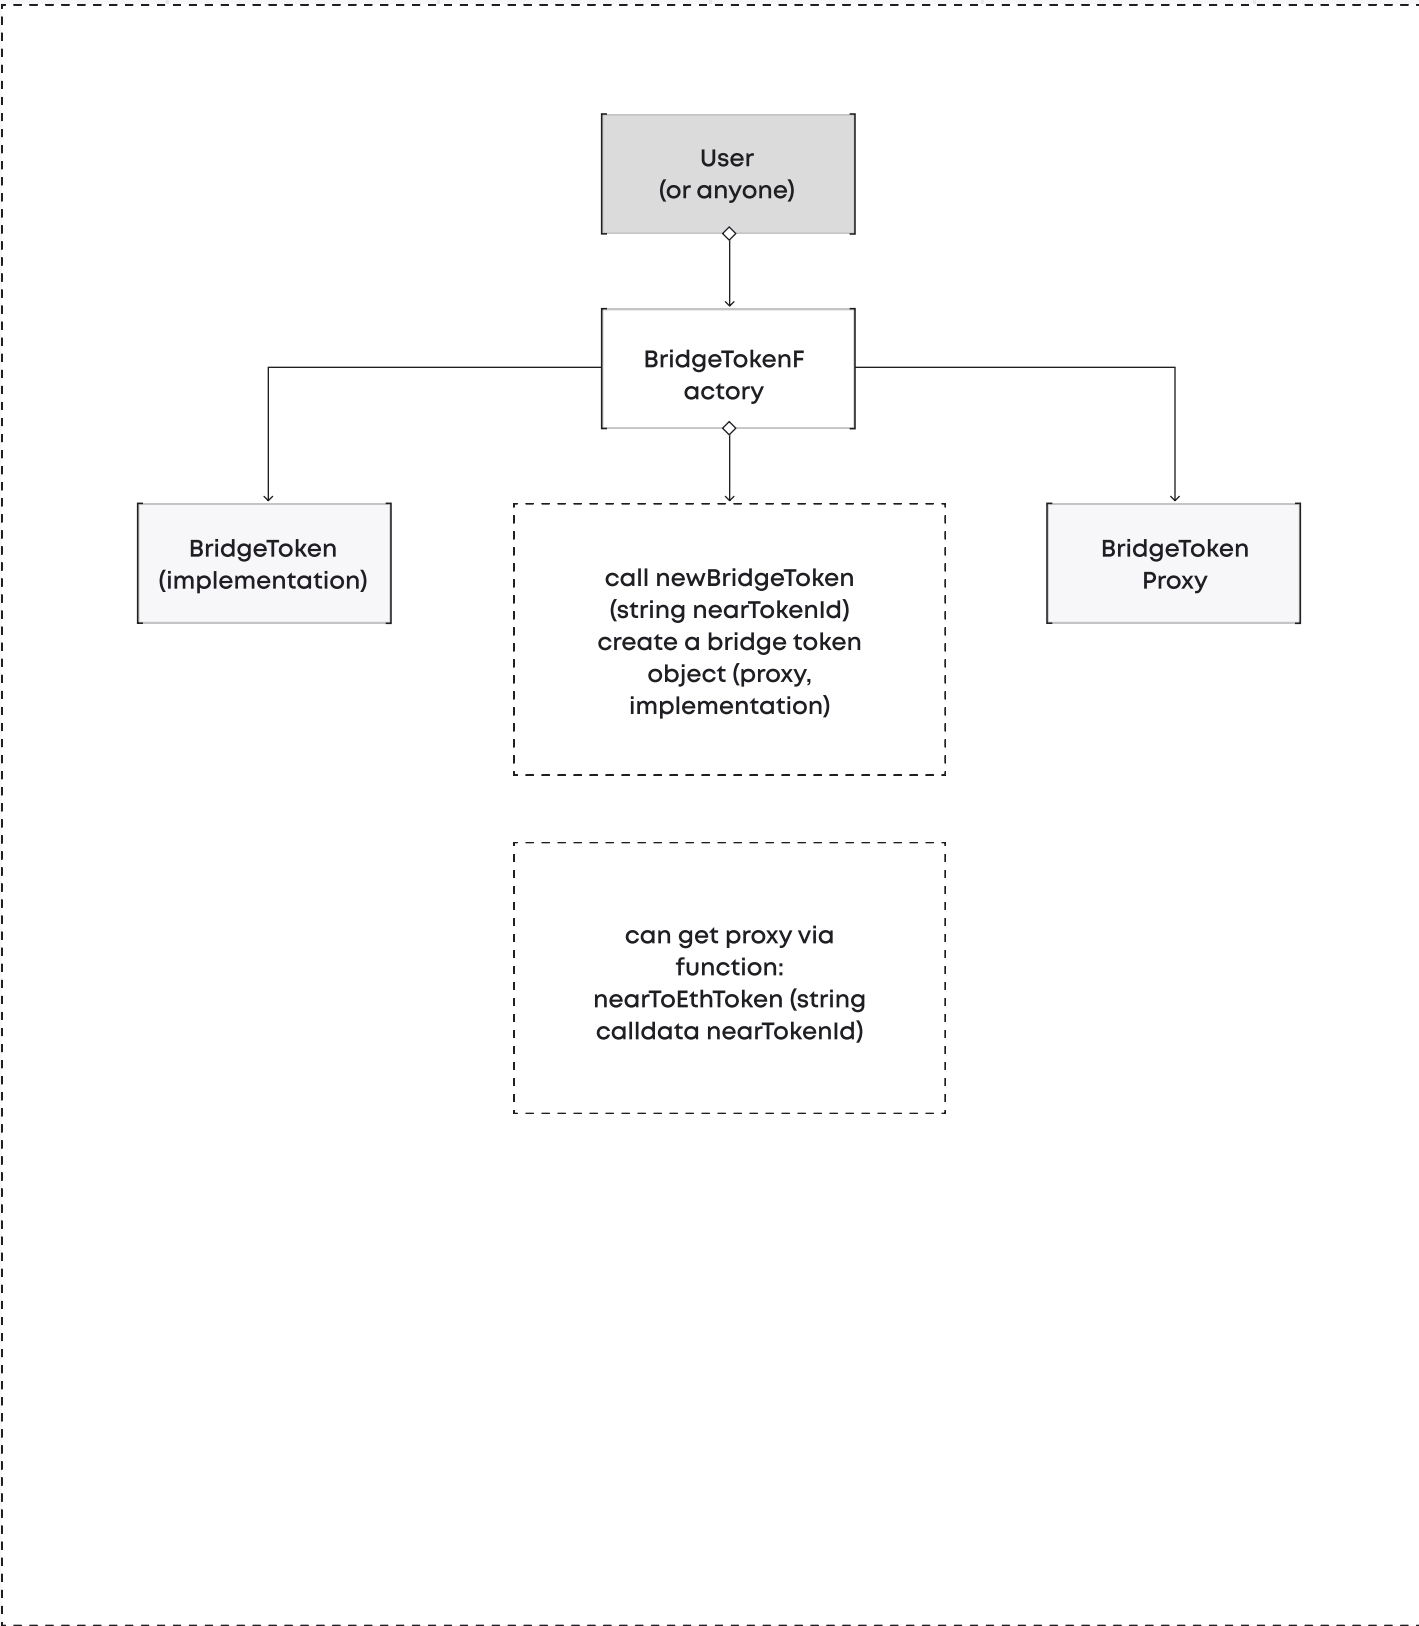 User
(or anyone)
BridgeTokenF
actory
BridgeToken
(implementation)
call newBridgeToken
(string nearTokenId)
create a bridge token
object (proxy,
implementation)
BridgeToken
Proxy
can get proxy via
function:
nearToEthToken (string
calldata nearTokenId)